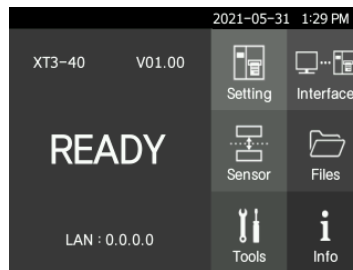 2021-05-31 1:29 PM
XT3-40 V01.00
READY
LAN : 0.0.0.0
Setting
Interface
Sensor
Files
Tools
Info